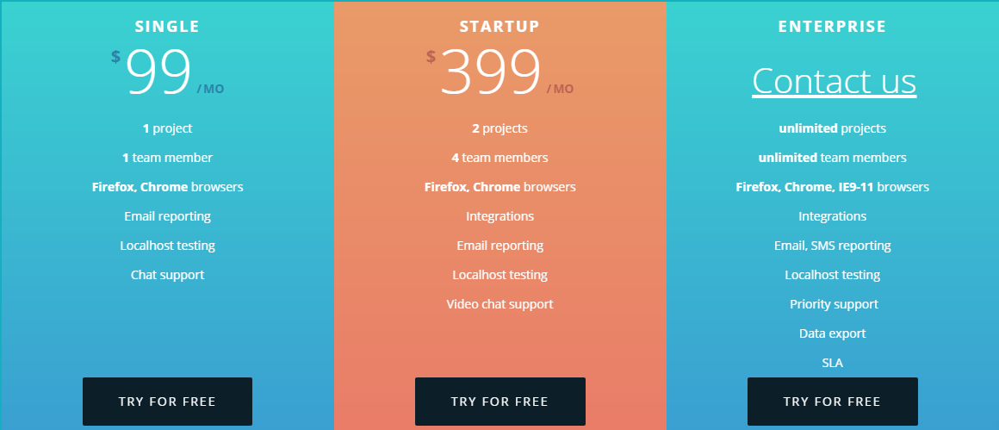 SINGLE
$ 99 / MO
1 project
1 team member
Firefox, Chrome browsers
Email reporting
Localhost testing
Chat support
TRY FOR FREE
STARTUP
$ 399 / MO
2 projects
4 team members
Firefox, Chrome browsers
Integrations
Email reporting
Localhost testing
Video chat support
TRY FOR FREE
ENTERPRISE
Contact us
unlimited projects
unlimited team members
Firefox, Chrome, IE9-11 browsers
Integrations
Email, SMS reporting
Localhost testing
Priority support
Data export
SLA
TRY FOR FREE